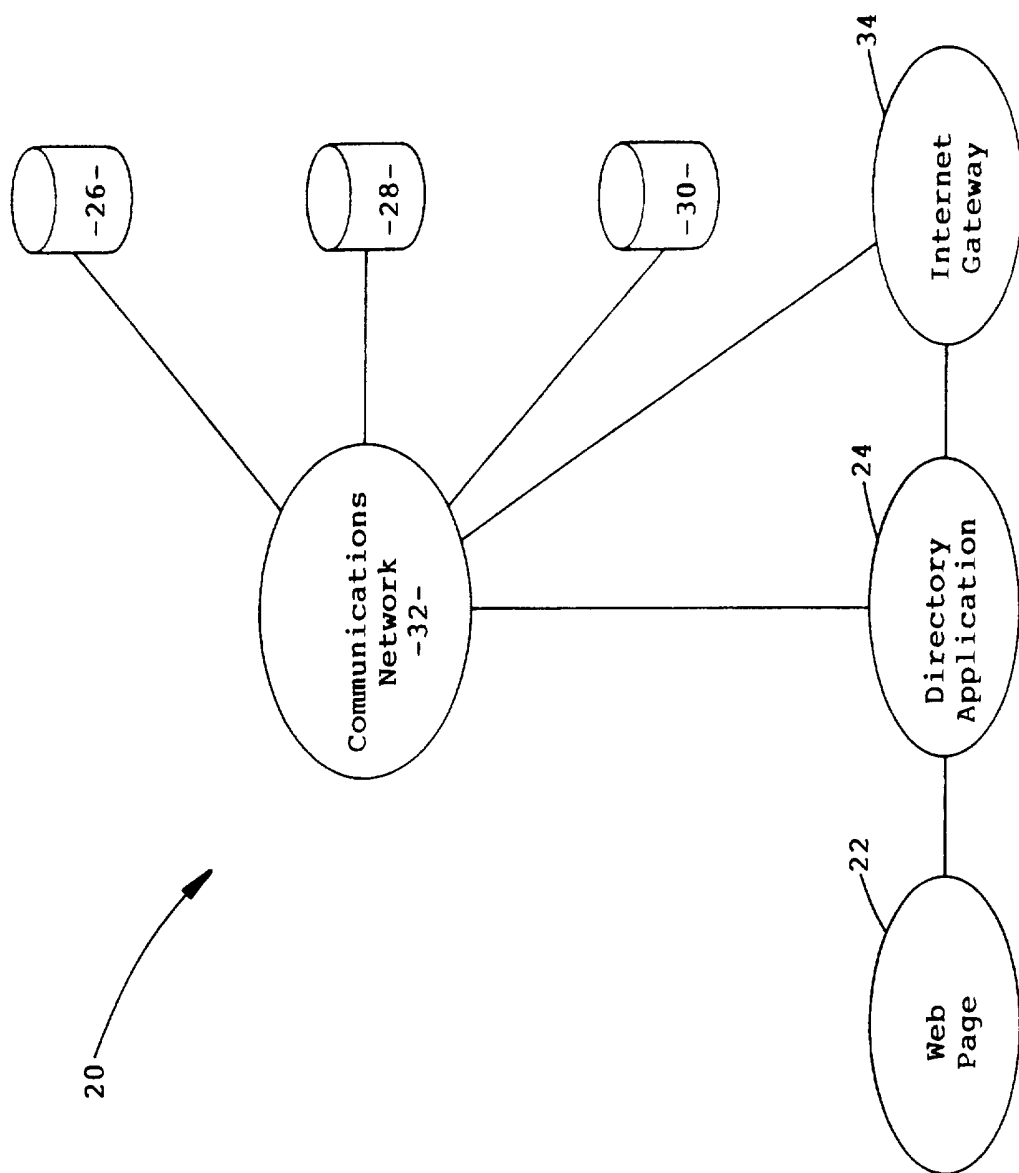 20
Communications
Network
-32-
-26-
-28-
-30-
22
Web
Page
24
Directory
Application
34
Internet
Gateway